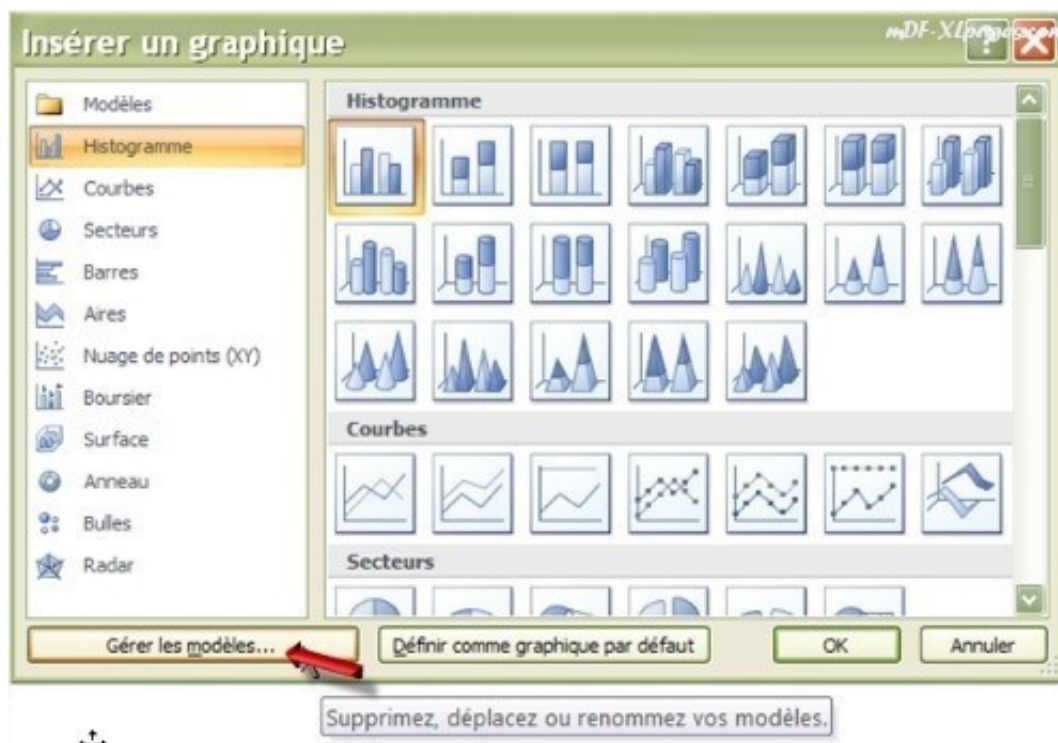 Insérer un graphique
Modèles
Histogramme
Courbes
Secteurs
Barres
Aires
Nuage de points (XY)
Boursier
Surface
Anneau
Bulles
Radar
Histogramme
Courbes
Secteurs
Gérer les modèles...
Définir comme graphique par défaut
OK
Annuler
Supprimez, déplacez ou renommez vos modèles.